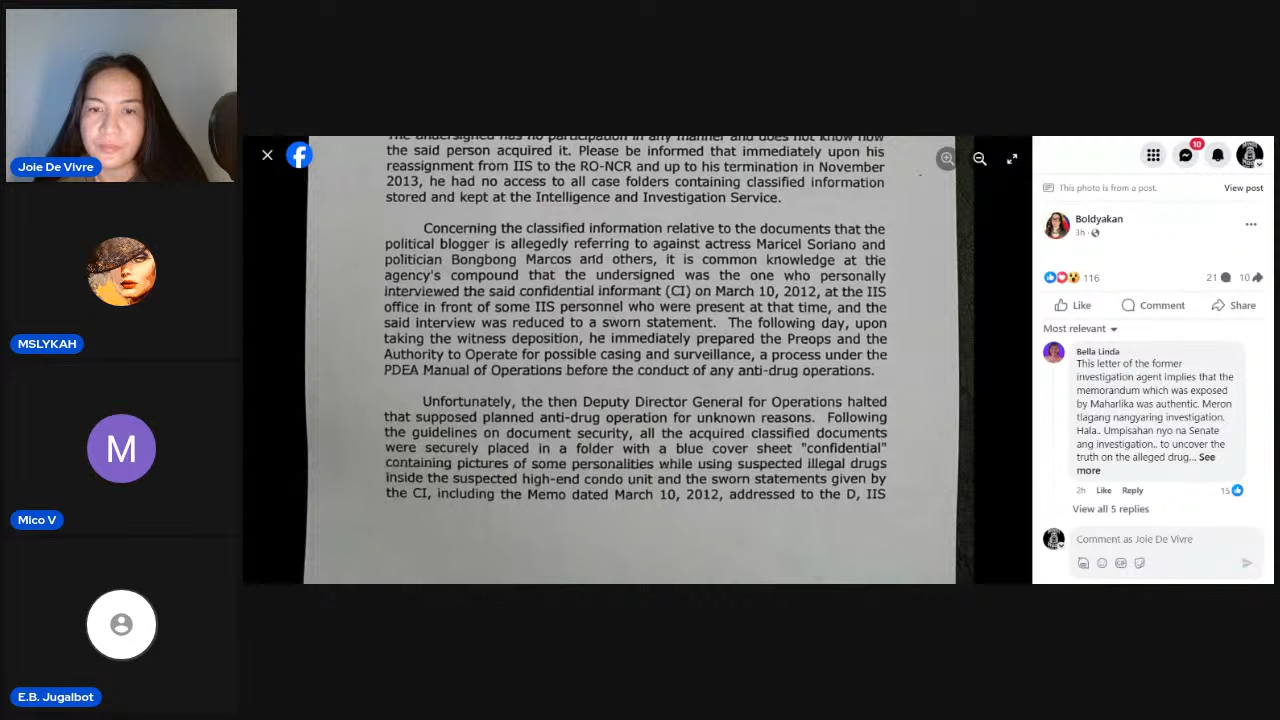 Joie De Vivre
MSLYKAH
M
Mico V
E.B. Jugalbot
The undersigned has no participation in any manner and does not know how
the said person acquired it. Please be informed that immediately upon his
reassignment from IIS to the RO-NCR and up to his termination in November
2013, he had no access to all case folders containing classified information
stored and kept at the Intelligence and Investigation Service.
Concerning the classified information relative to the documents that the
political blogger is allegedly referring to against actress Maricel Soriano and
politician Bongbong Marcos and others, it is common knowledge at the
agency's compound that the undersigned was the one who personally
interviewed the said confidential informant (CI) on March 10, 2012, at the IIS
office in front of some IIS personnel who were present at that time, and the
said interview was reduced to a sworn statement. The following day, upon
taking the witness deposition, he immediately prepared the Preops and the
Authority to Operate for possible casing and surveillance, a process under the
PDEA Manual of Operations before the conduct of any anti-drug operations.
Unfortunately, the then Deputy Director General for Operations halted
that supposed planned anti-drug operation for unknown reasons. Following
the guidelines on document security, all the acquired classified documents
were securely placed in a folder with a blue cover sheet "confidential"
containing pictures of some personalities while using suspected illegal drugs
inside the suspected high-end condo unit and the sworn statements given by
the CI, including the Memo dated March 10, 2012, addressed to the D, IIS
10
This photo is from a post.
View post
Boldyakan
3h
116
21
10
Like
Comment
Share
Most relevant
Bella Linda
This letter of the former
investigation agent implies that the
memorandum which was exposed
by Maharlika was authentic. Meron
tlagang nangyaring investigation.
Hala.. Umpisahan nyo na Senate
ang investigation.. to uncover the
truth on the alleged drug... See
more
2h Like Reply 15
View all 5 replies
Comment as Joie De Vivre